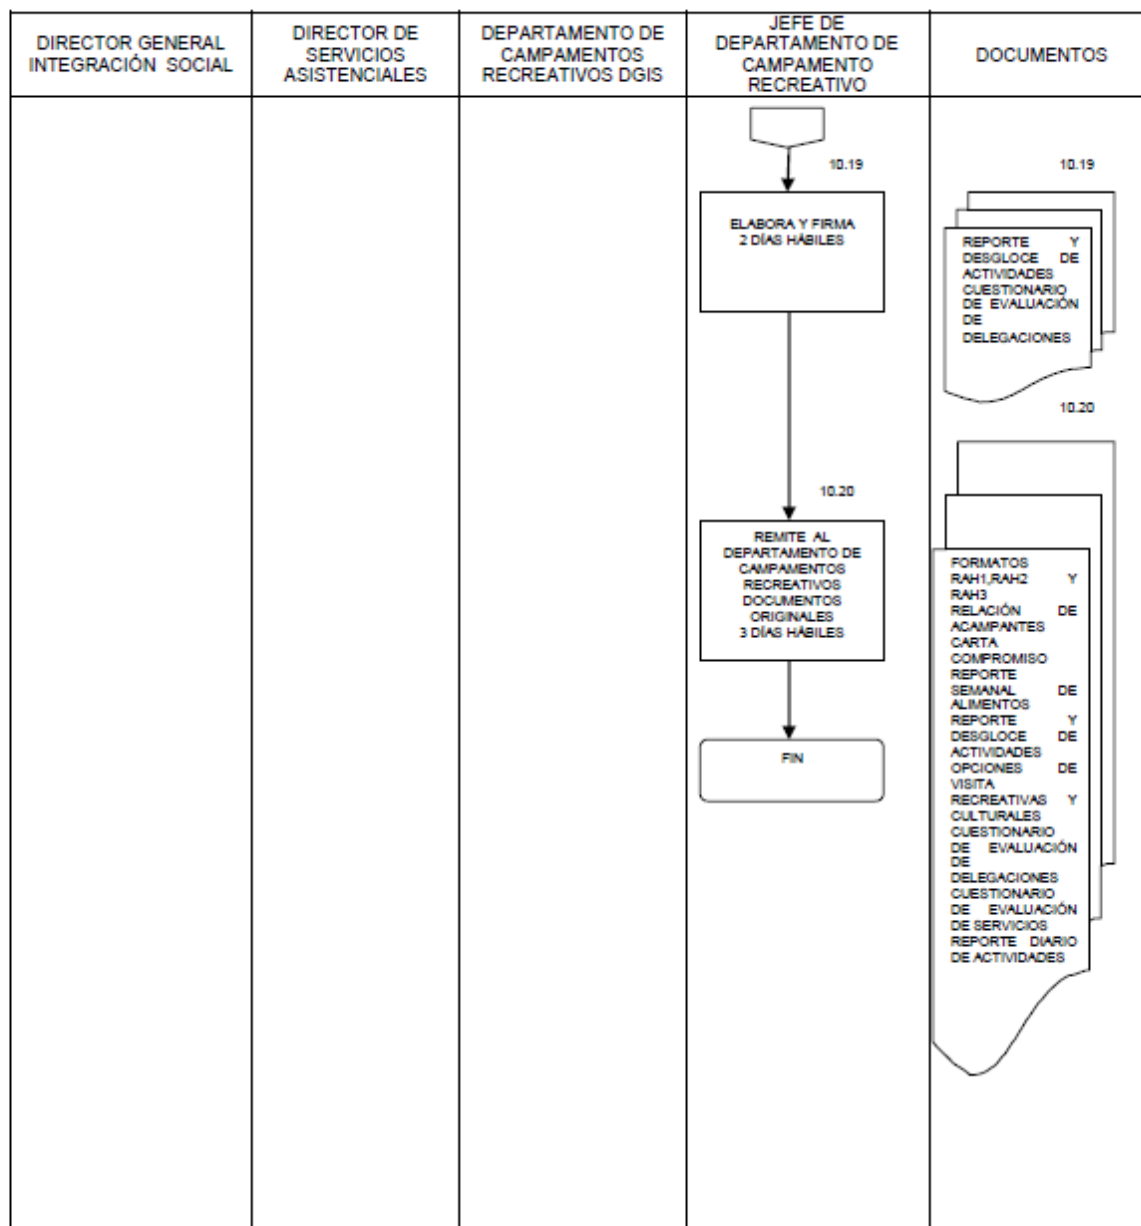 DIRECTOR GENERAL
INTEGRACIÓN SOCIAL
DIRECTOR DE
SERVICIOS
ASISTENCIALES
DEPARTAMENTO DE
CAMPAMENTOS
RECREATIVOS DGIS
JEFE DE
DEPARTAMENTO DE
CAMPAMENTO
RECREATIVO
DOCUMENTOS
10.19
ELABORA Y FIRMA
2 DÍAS HÁBILES
10.19
REPORTE Y
DESGLOCE DE
ACTIVIDADES
CUESTIONARIO
DE EVALUACIÓN
DE
DELEGACIONES
10.20
REMITE AL
DEPARTAMENTO DE
CAMPAMENTOS
RECREATIVOS
DOCUMENTOS
ORIGINALES
3 DÍAS HÁBILES
10.20
FORMATOS
RAH1,RAH2 Y
RAH3
RELACIÓN DE
ACAMPANTES
CARTA
COMPROMISO
REPORTE
SEMANAL DE
ALIMENTOS
REPORTE Y
DESGLOCE DE
ACTIVIDADES
OPCIONES DE
VISITA
RECREATIVAS Y
CULTURALES
CUESTIONARIO
DE EVALUACIÓN
DE
DELEGACIONES
CUESTIONARIO
DE EVALUACIÓN
DE SERVICIOS
REPORTE DIARIO
DE ACTIVIDADES
FIN